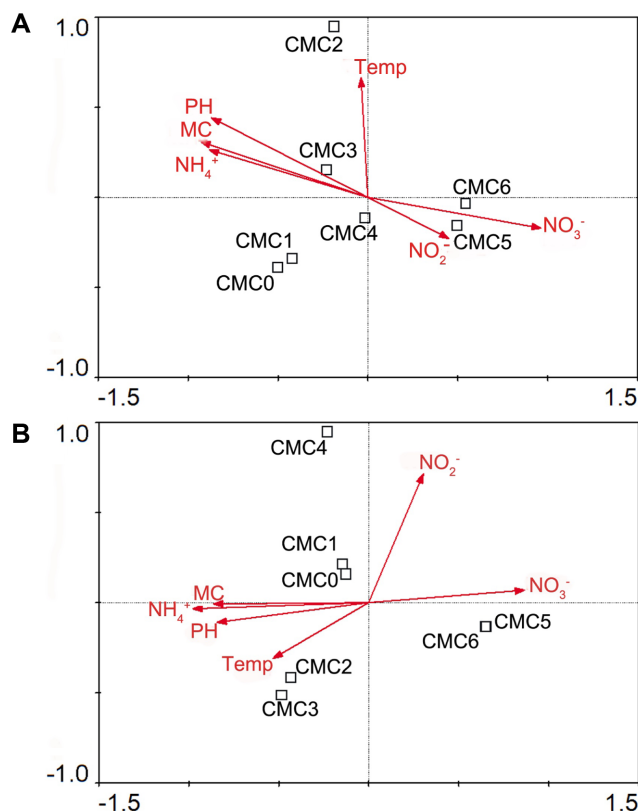 A
1.0
CMC2
Temp
PH
MC
NH₄⁺
CMC3
CMC6
CMC4
NO₃⁻
NO₂⁻
CMC5
CMC1
CMC0
-1.0
-1.5
1.5
B
1.0
CMC4
NO₂⁻
CMC1
CMC0
MC
NO₃⁻
NH₄⁺
PH
CMC5
CMC6
Temp
CMC2
CMC3
-1.0
-1.5
1.5